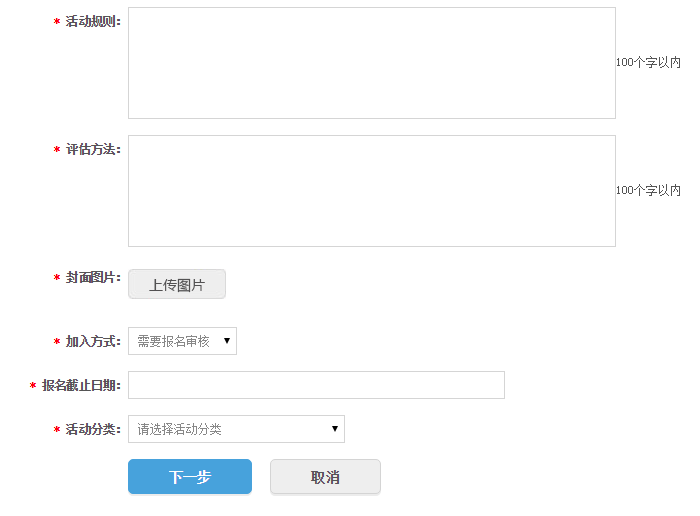 * 活动规则：
100个字以内
* 评估方法：
100个字以内
* 封面图片： 上传图片
* 加入方式： 需要报名审核
* 报名截止日期：
* 活动分类： 请选择活动分类
下一步 取消